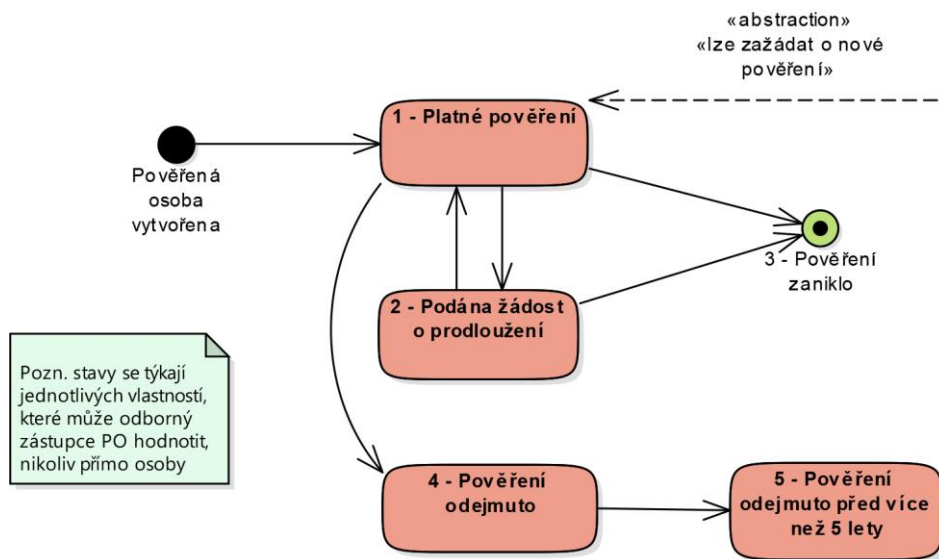 «abstraction»
«lze zažádat o nové
pověření»
1 - Platné pověření
Pověřená
osoba
vytvořena
3 - Pověření
zaniklo
2 - Podána žádost
o prodloužení
Pozn. stavy se týkají
jednotlivých vlastností,
které může odborný
zástupce PO hodnotit,
nikoliv přímo osoby
4 - Pověření
odejmuto
5 - Pověření
odejmuto před více
než 5 lety